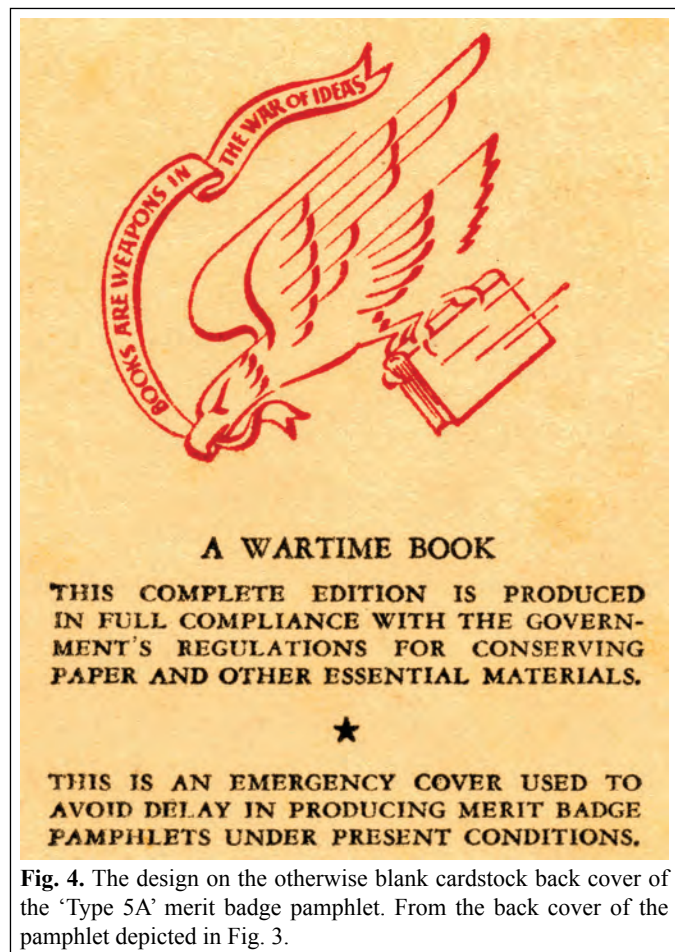 BOOKS ARE WEAPONS IN
THE WAR OF IDEAS
A WARTIME BOOK
THIS COMPLETE EDITION IS PRODUCED
IN FULL COMPLIANCE WITH THE GOVERN-
MENT'S REGULATIONS FOR CONSERVING
PAPER AND OTHER ESSENTIAL MATERIALS.
THIS IS AN EMERGENCY COVER USED TO
AVOID DELAY IN PRODUCING MERIT BADGE
PAMPHLETS UNDER PRESENT CONDITIONS.
Fig. 4. The design on the otherwise blank cardstock back cover of
the ‘Type 5A’ merit badge pamphlet. From the back cover of the
pamphlet depicted in Fig. 3.